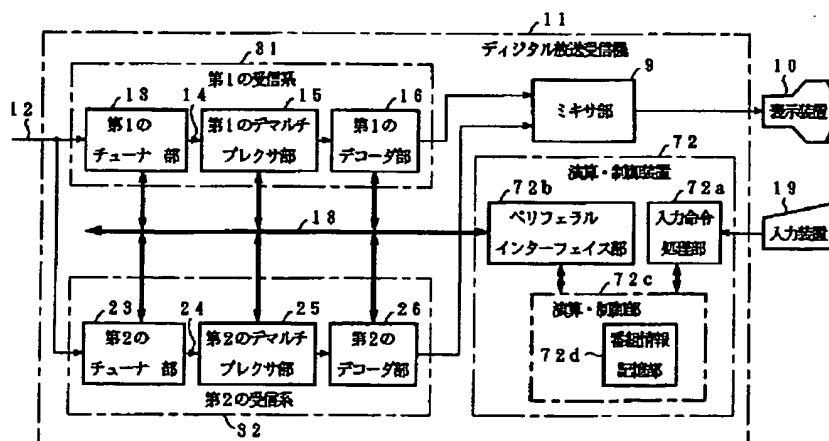 11
ディジタル放送受信機
31
第1の受信系
12
13
第1の
チューナ 部
14
15
第1のデマルチ
プレクサ部
16
第1の
デコーダ部
9
ミキサ部
10
表示装置
72
演算・制御装置
72b
ペリフェラル
インターフェイズ部
72a
入力命令
処理部
19
入力装置
18
72c
演算・制御部
72d
番組情報
記憶部
23
第2の
チューナ 部
24
25
第2のデマルチ
プレクサ部
26
第2の
デコーダ部
第2の受信系
32